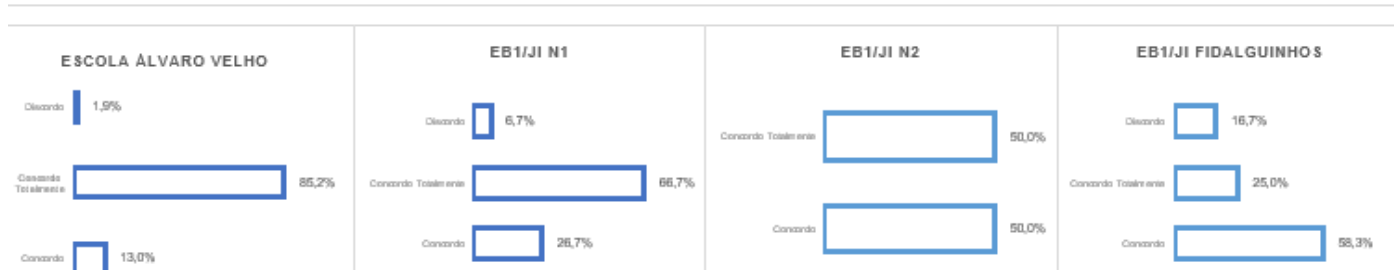 ESCOLA ÁLVARO VELHO
Discordo 1,9%
Concordo
Totalmente 85,2%
Concordo 13,0%
EB1/JI N1
Discordo 6,7%
Concordo Totalmente 66,7%
Concordo 26,7%
EB1/JI N2
Concordo Totalmente 50,0%
Concordo 50,0%
EB1/JI FIDALGUINHOS
Discordo 16,7%
Concordo Totalmente 25,0%
Concordo 58,3%